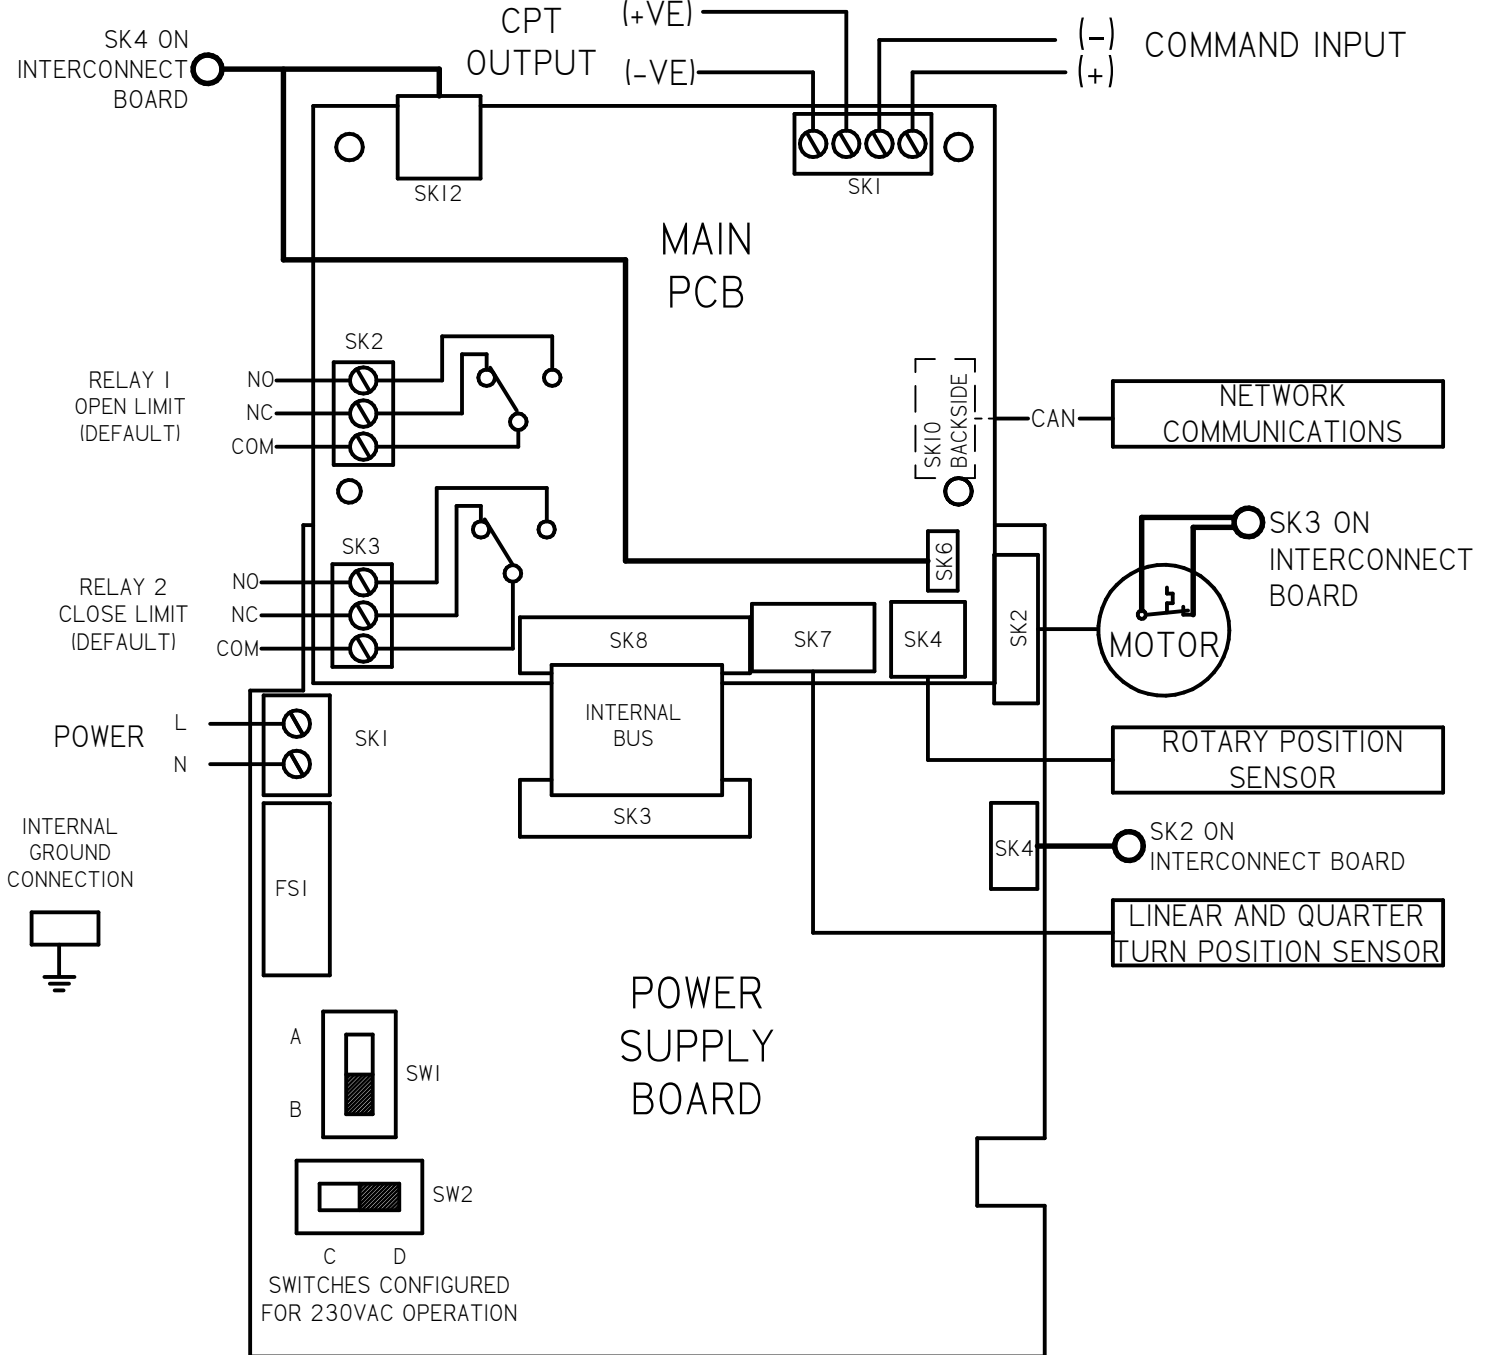 CPT
OUTPUT
(+VE)
(-VE)
(-)
(+)
COMMAND INPUT
SK4 ON
INTERCONNECT
BOARD
SK12
SK1
MAIN
PCB
SK2
RELAY 1
OPEN LIMIT
(DEFAULT)
NO
NC
COM
SK10
BACKSIDE
CAN
NETWORK
COMMUNICATIONS
SK3
RELAY 2
CLOSE LIMIT
(DEFAULT)
NO
NC
COM
SK6
SK3 ON
INTERCONNECT
BOARD
SK8
SK7
SK4
SK2
MOTOR
POWER
L
N
SK1
INTERNAL
BUS
SK3
ROTARY POSITION
SENSOR
SK4
SK2 ON
INTERCONNECT BOARD
INTERNAL
GROUND
CONNECTION
FS1
LINEAR AND QUARTER
TURN POSITION SENSOR
POWER
SUPPLY
BOARD
A
B
SW1
SW2
C D
SWITCHES CONFIGURED
FOR 230VAC OPERATION